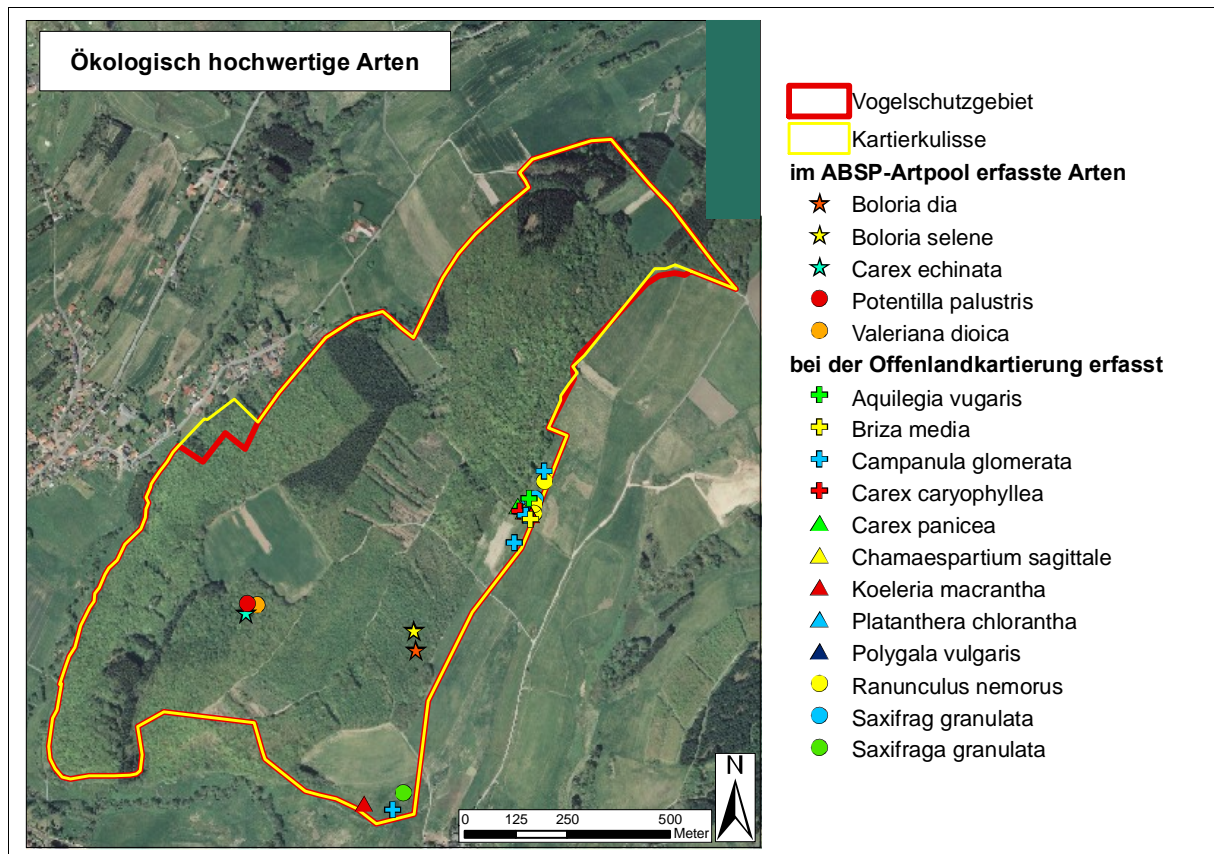 Ökologisch hochwertige Arten
Vogelschutzgebiet
Kartierkulisse
im ABSP-Artpool erfasste Arten
Boloria dia
Boloria selene
Carex echinata
Potentilla palustris
Valeriana dioica
bei der Offenlandkartierung erfasst
Aquilegia vugaris
Briza media
Campanula glomerata
Carex caryophyllea
Carex panicea
Chamaespartium sagittale
Koeleria macrantha
Platanthera chlorantha
Polygala vulgaris
Ranunculus nemorus
Saxifrag granulata
Saxifraga granulata
N
0 125 250 500
Meter